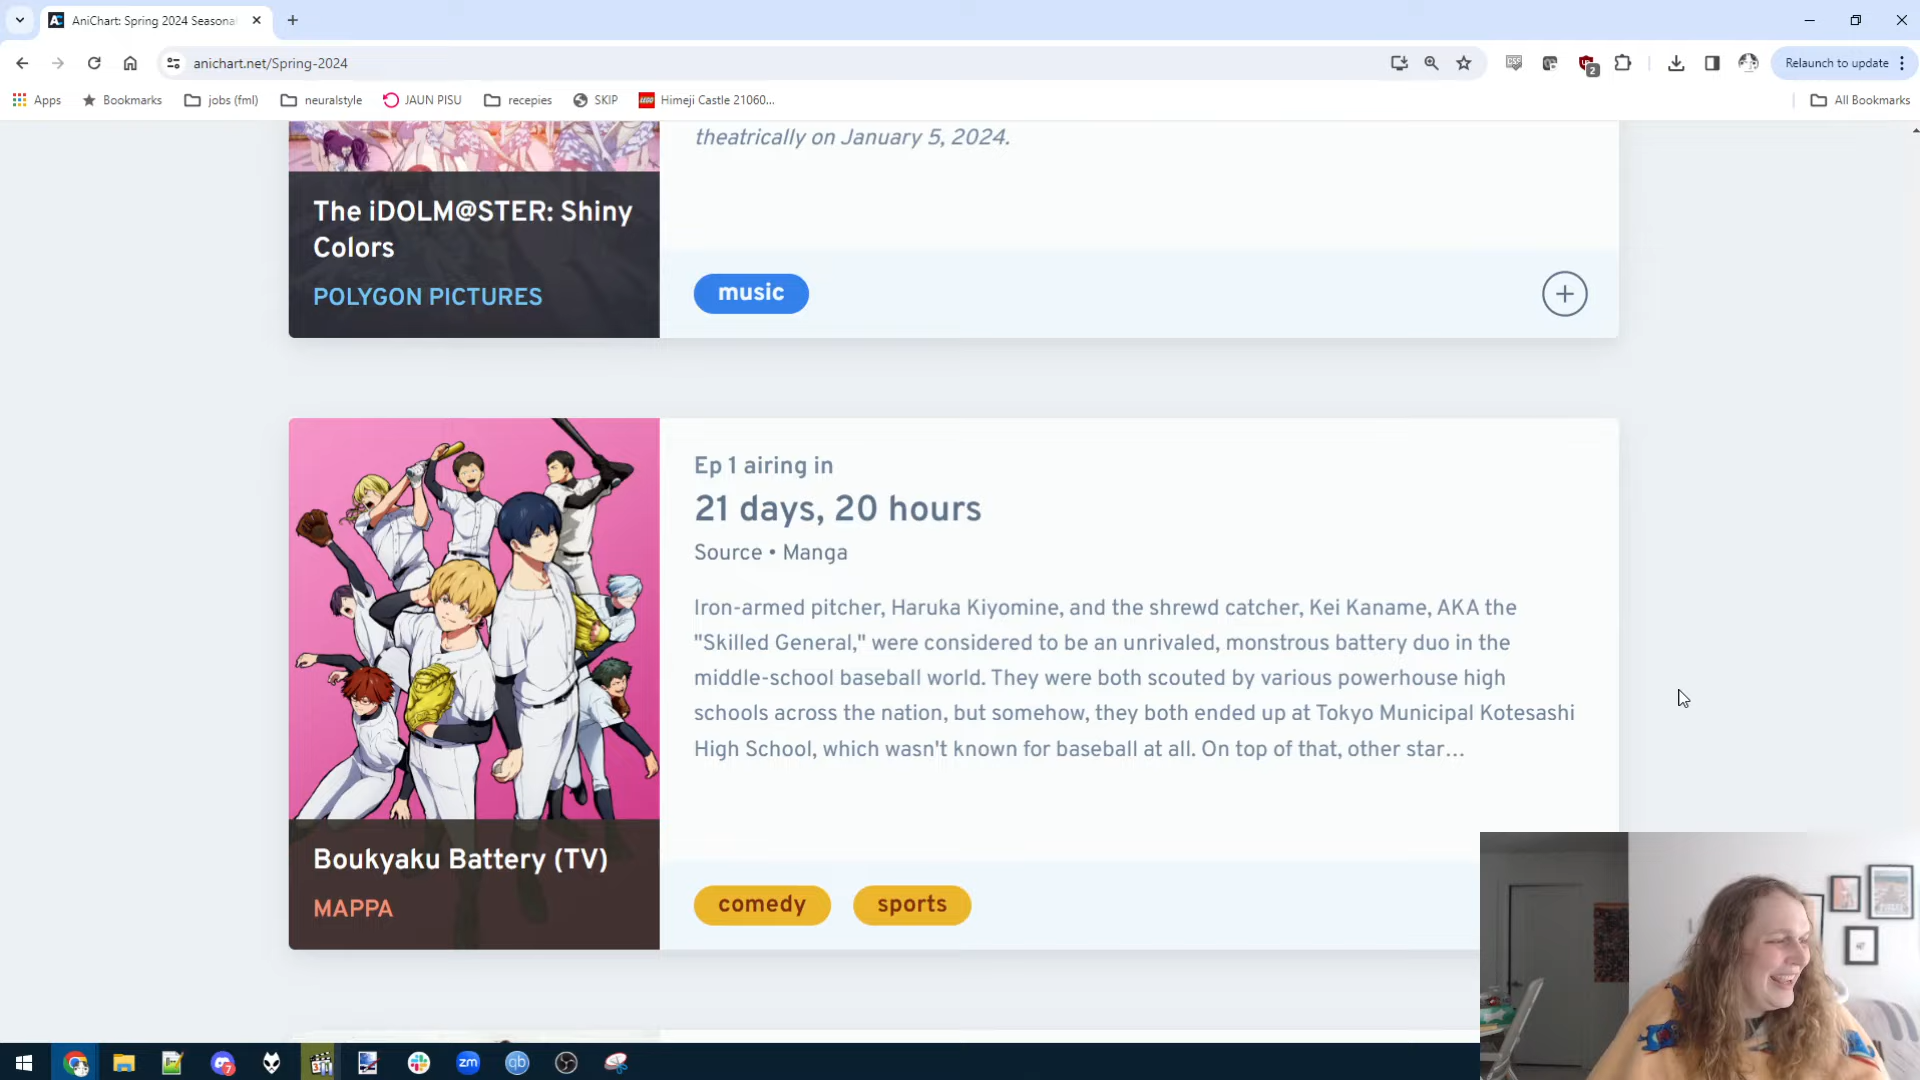 AniChart: Spring 2024 Seasona
anichart.net/Spring-2024
2
Relaunch to update
Apps
Bookmarks
jobs (fml)
neuralstyle
JAUN PISU
recepies
SKIP
Himeji Castle 21060...
All Bookmarks
theatrically on January 5, 2024.
The iDOLM@STER: Shiny
Colors
POLYGON PICTURES
music
Ep 1 airing in
21 days, 20 hours
Source • Manga
Iron-armed pitcher, Haruka Kiyomine, and the shrewd catcher, Kei Kaname, AKA the
"Skilled General," were considered to be an unrivaled, monstrous battery duo in the
middle-school baseball world. They were both scouted by various powerhouse high
schools across the nation, but somehow, they both ended up at Tokyo Municipal Kotesashi
High School, which wasn't known for baseball at all. On top of that, other star...
Boukyaku Battery (TV)
MAPPA
comedy
sports
7
zm
qb